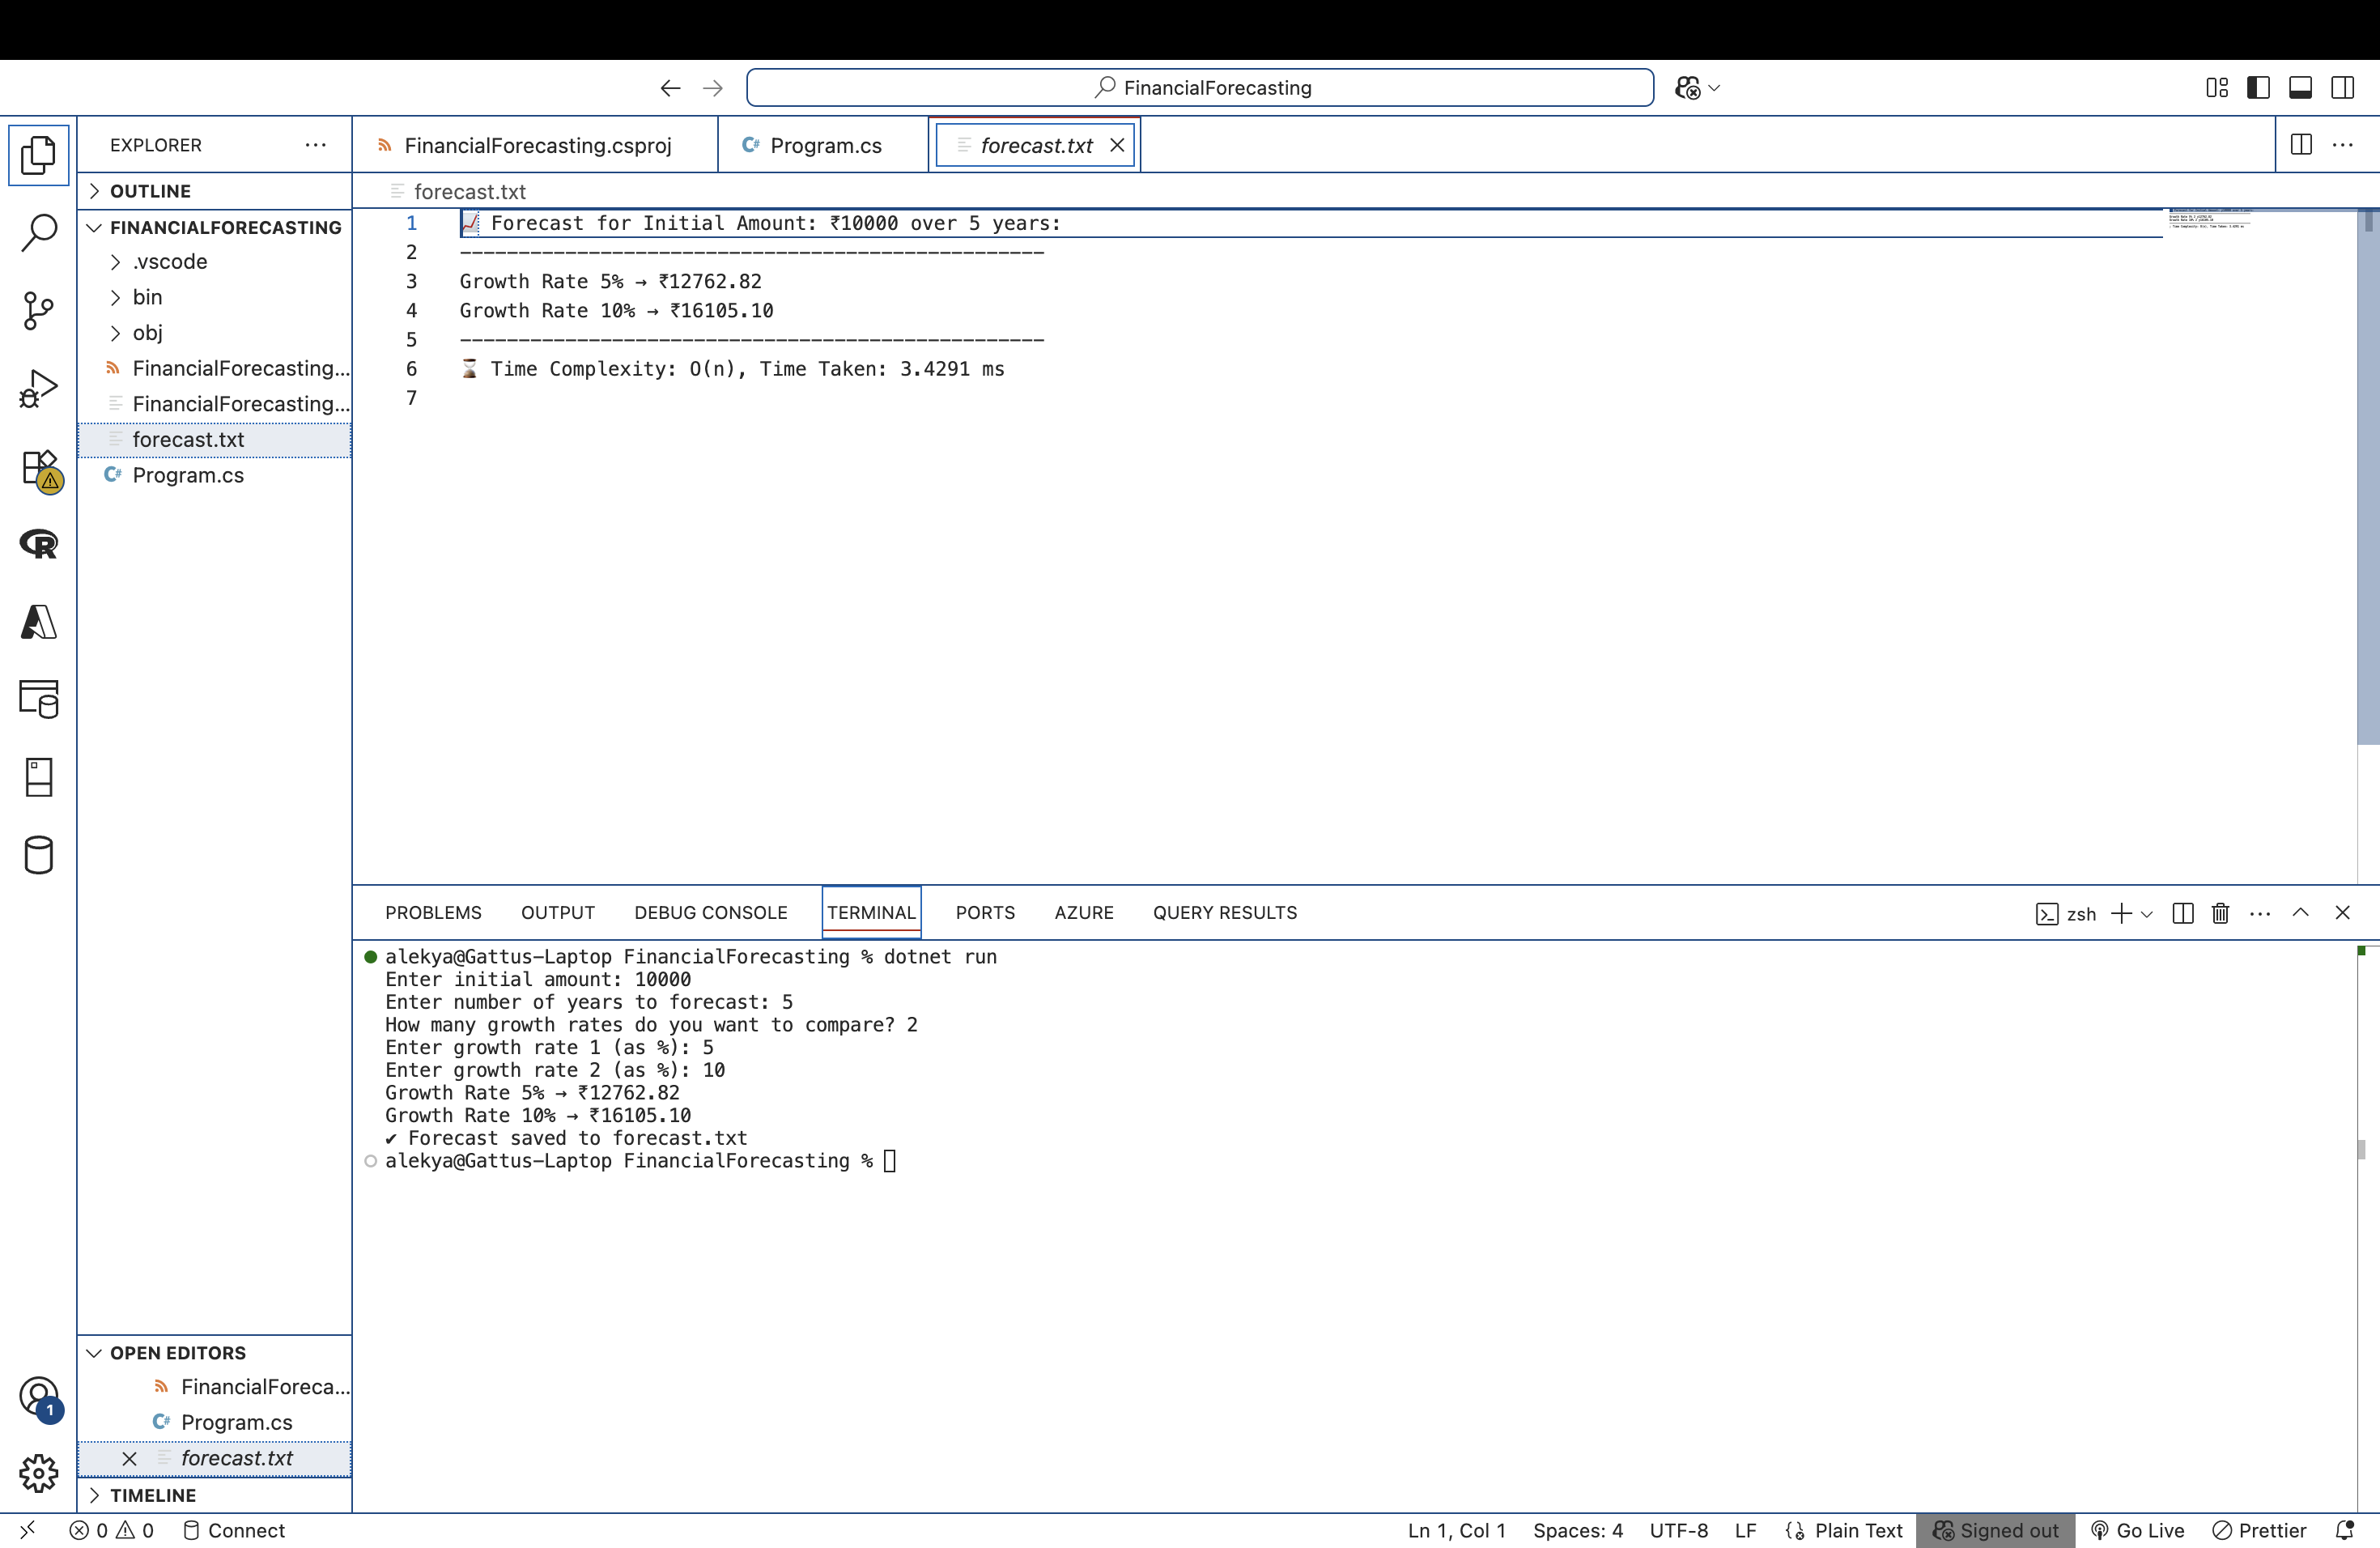 FinancialForecasting
EXPLORER
OUTLINE
FINANCIALFORECASTING
.vscode
bin
obj
FinancialForecasting...
FinancialForecasting...
forecast.txt
Program.cs
FinancialForecasting.csproj
C# Program.cs
forecast.txt
forecast.txt
1 📈 Forecast for Initial Amount: ₹10000 over 5 years:
2 --------------------------------------------------
3 Growth Rate 5% → ₹12762.82
4 Growth Rate 10% → ₹16105.10
5 --------------------------------------------------
6 ⌛ Time Complexity: O(n), Time Taken: 3.4291 ms
7
PROBLEMS OUTPUT DEBUG CONSOLE TERMINAL PORTS AZURE QUERY RESULTS
zsh
alekya@Gattus-Laptop FinancialForecasting % dotnet run
Enter initial amount: 10000
Enter number of years to forecast: 5
How many growth rates do you want to compare? 2
Enter growth rate 1 (as %): 5
Enter growth rate 2 (as %): 10
Growth Rate 5% → ₹12762.82
Growth Rate 10% → ₹16105.10
✔ Forecast saved to forecast.txt
alekya@Gattus-Laptop FinancialForecasting %
OPEN EDITORS
FinancialForeca...
C# Program.cs
forecast.txt
TIMELINE
1
0 0 Connect
Ln 1, Col 1 Spaces: 4 UTF-8 LF Plain Text Signed out Go Live Prettier